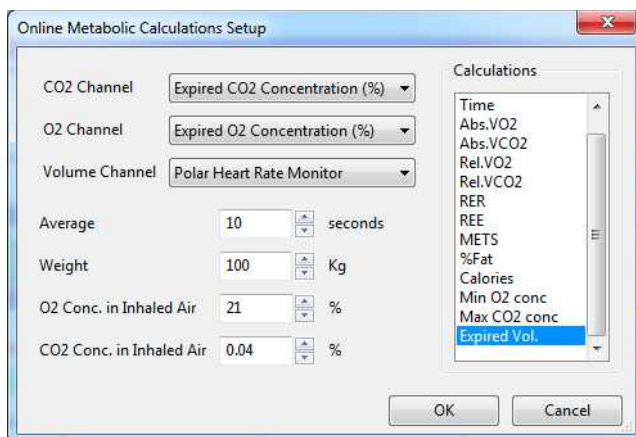 Online Metabolic Calculations Setup
CO2 Channel
Expired CO2 Concentration (%)
O2 Channel
Expired O2 Concentration (%)
Volume Channel
Polar Heart Rate Monitor
Average
10
seconds
Weight
100
Kg
O2 Conc. in Inhaled Air
21
%
CO2 Conc. in Inhaled Air
0.04
%
Calculations
Time
Abs.VO2
Abs.VCO2
Rel.VO2
Rel.VCO2
RER
REE
METS
%Fat
Calories
Min O2 conc
Max CO2 conc
Expired Vol.
OK
Cancel